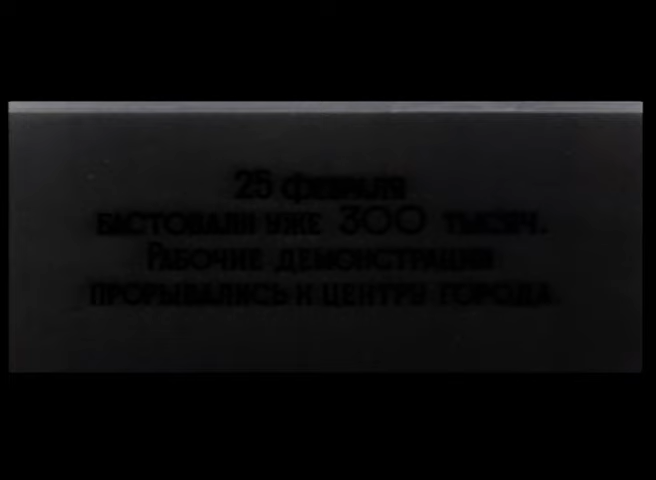 25 февраля
БАСТОВАЛИ УЖЕ 300 ТЫСЯЧ.
РАБОЧИЕ ДЕМОНСТРАЦИИ
ПРОРЫВАЛИСЬ К ЦЕНТРУ ГОРОДА.